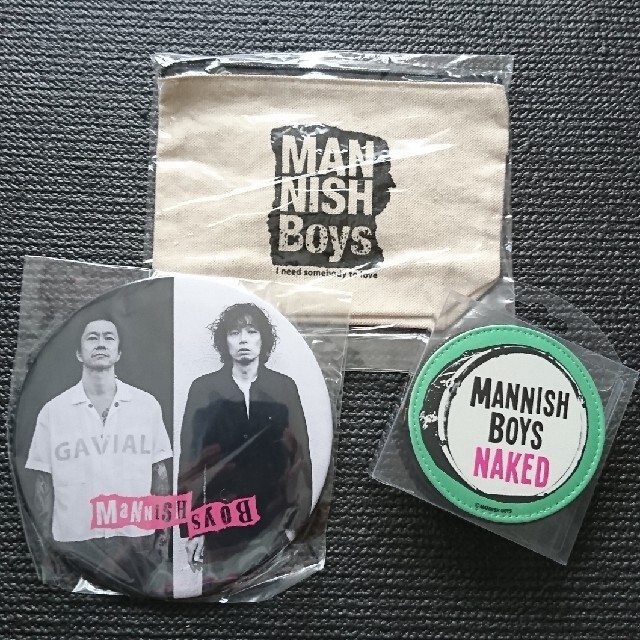 MAN
NISH
Boys
I need somebody to love
GAVIAL
MaNNiSH
BOYS
MANNISH
BOYS
NAKED